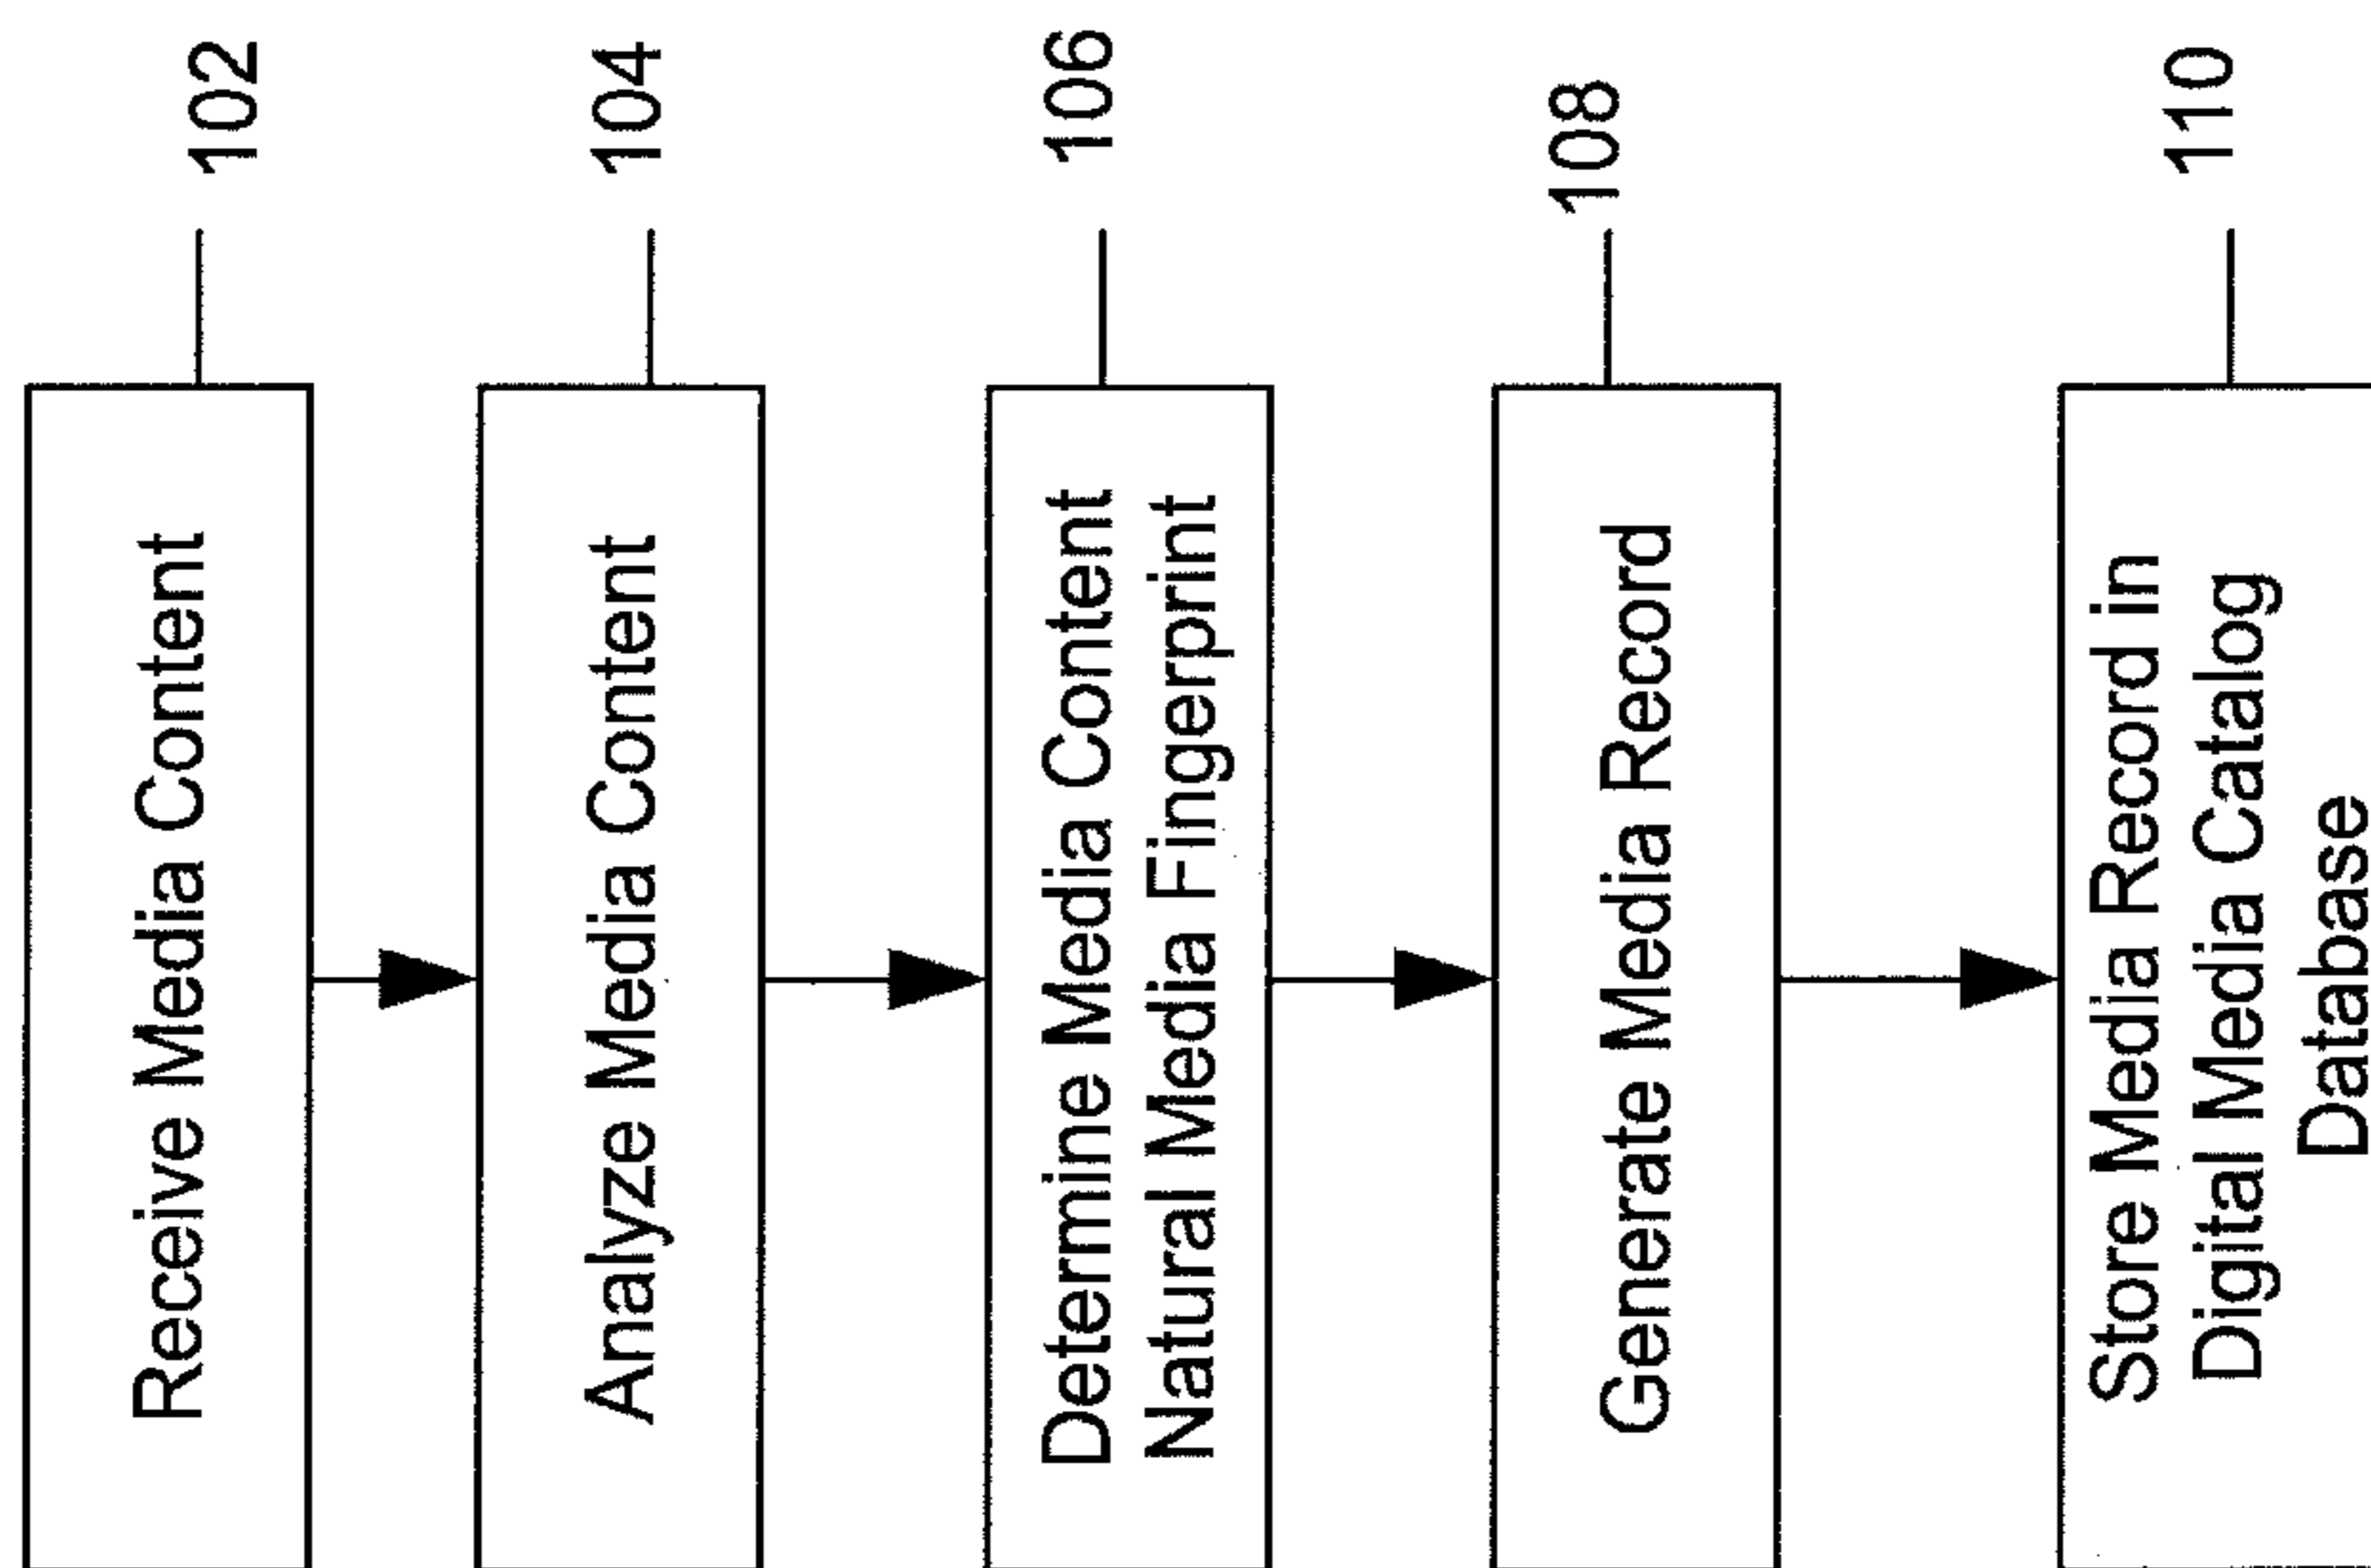 Receive Media Content
102
Analyze Media Content
104
Determine Media Content
Natural Media Fingerprint
106
Generate Media Record
108
Store Media Record in
Digital Media Catalog
Database
110